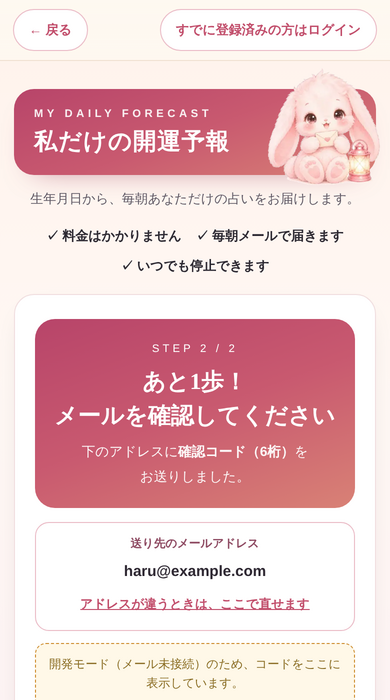 ← 戻る
すでに登録済みの方はログイン
MY DAILY FORECAST
私だけの開運予報
生年月日から、毎朝あなただけの占いをお届けします。
✓ 料金はかかりません ✓ 毎朝メールで届きます
✓ いつでも停止できます
STEP 2 / 2
あと1歩！
メールを確認してください
下のアドレスに確認コード（6桁）を
お送りしました。
送り先のメールアドレス
haru@example.com
アドレスが違うときは、ここで直せます
開発モード（メール未接続）のため、コードをここに
表示しています。